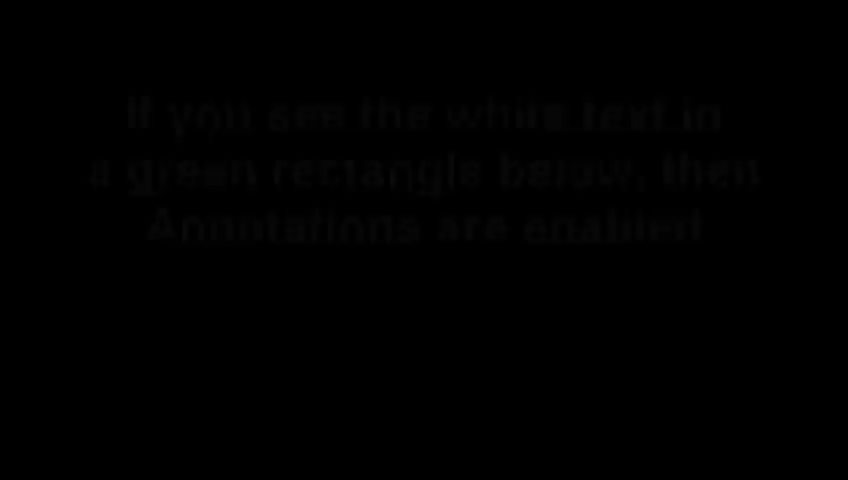 If you see the white text in
a green rectangle below, then
Annotations are enabled